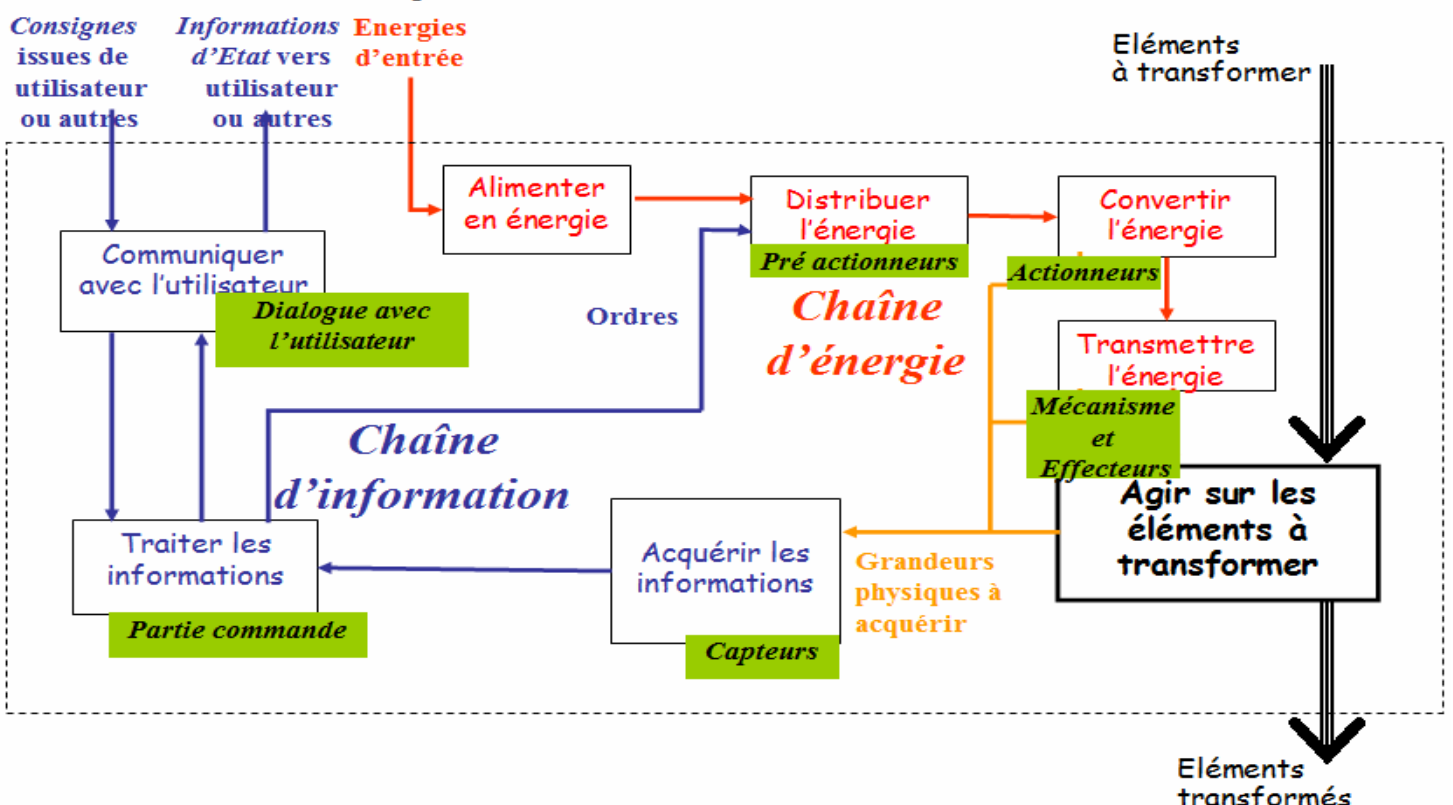 Consignes
issues de
utilisateur
ou autres
Informations
d'Etat vers
utilisateur
ou autres
Energies
d'entrée
Eléments
à transformer
Alimenter
en énergie
Distribuer
l'énergie
Pré actionneurs
Convertir
l'énergie
Actionneurs
Communiquer
avec l'utilisateur
Dialogue avec
l'utilisateur
Ordres
Chaîne
d'énergie
Transmettre
l'énergie
Mécanisme
et
Effecteurs
Chaîne
d'information
Agir sur les
éléments à
transformer
Traiter les
informations
Partie commande
Acquérir les
informations
Capteurs
Grandeurs
physiques à
acquérir
Eléments
transformés